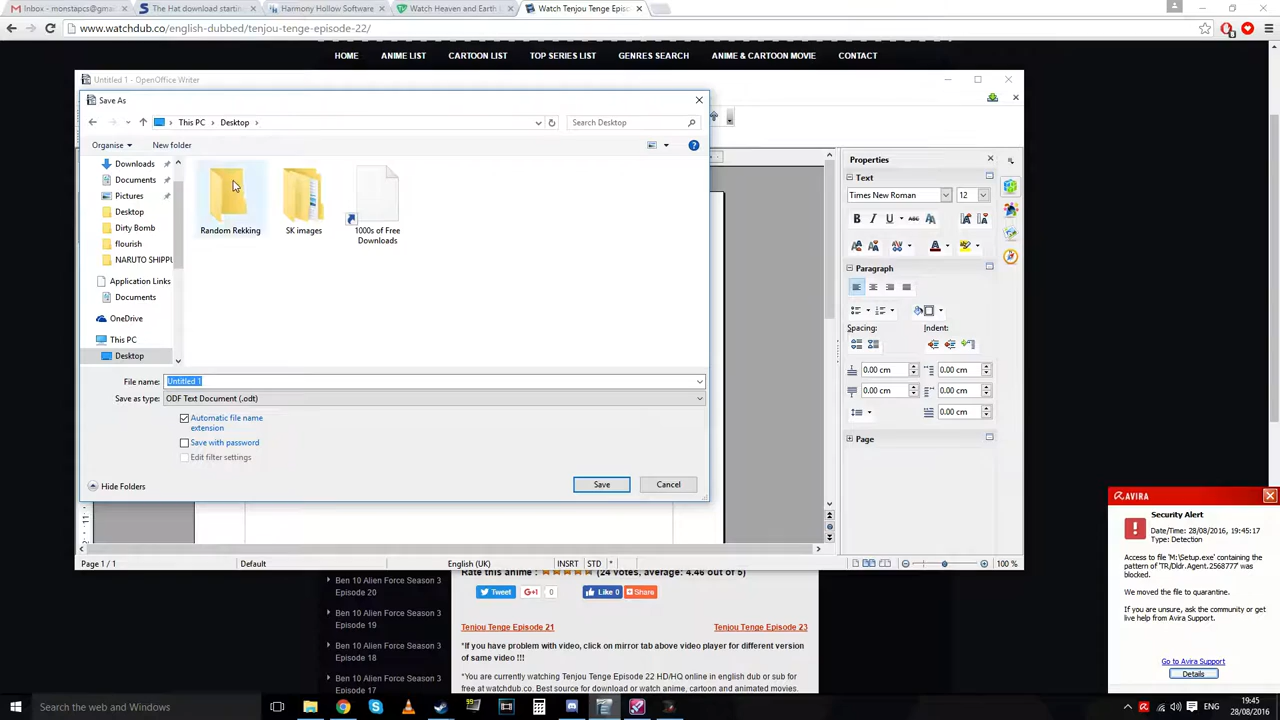 Inbox - monstapcs@gmai
The Hat download startin
Harmony Hollow Software
Watch Heaven and Earth
Watch Tenjou Tenge Episo
www.watchdub.co/english-dubbed/tenjou-tenge-episode-22/
HOME ANIME LIST CARTOON LIST TOP SERIES LIST GENRES SEARCH ANIME & CARTOON MOVIE CONTACT
Untitled 1 - OpenOffice Writer
Save As
This PC > Desktop >
Search Desktop
Organise
New folder
Downloads
Documents
Pictures
Desktop
Dirty Bomb
flourish
NARUTO SHIPPU
Application Links
Documents
OneDrive
This PC
Desktop
Random Rekking
SK images
1000s of Free
Downloads
File name: Untitled 1
Save as type: ODF Text Document (.odt)
Automatic file name
extension
Save with password
Edit filter settings
Hide Folders
Save
Cancel
Properties
Text
Times New Roman 12
Paragraph
Spacing: Indent:
0.00 cm 0.00 cm
0.00 cm 0.00 cm
0.00 cm
Page
Page 1 / 1 Default English (UK) INSRT STD * 100 %
Rate this anime : (24 votes, average: 4.46 out of 5)
Tweet G+1 0 Like 0 Share
Tenjou Tenge Episode 21 Tenjou Tenge Episode 23
*If you have problem with video, click on mirror tab above video player for different version
of same video !!!
*You are currently watching Tenjou Tenge Episode 22 HD/HQ online in english dub or sub for
free at watchdub.co. Best source for download or watch anime, cartoon and animated movies.
Ben 10 Alien Force Season 3
Episode 20
Ben 10 Alien Force Season 3
Episode 19
Ben 10 Alien Force Season 3
Episode 18
Ben 10 Alien Force Season 3
Episode 17
AVIRA
Security Alert
Date/Time: 28/08/2016, 19:45:17
Type: Detection
Access to file 'M:\Setup.exe' containing the
pattern of 'TR/Dldr.Agent.2568777' was
blocked.
We moved the file to quarantine.
If you are unsure, ask the community or get
live help from Avira Support.
Go to Avira Support
Details
Search the web and Windows
ENG
19:45
28/08/2016